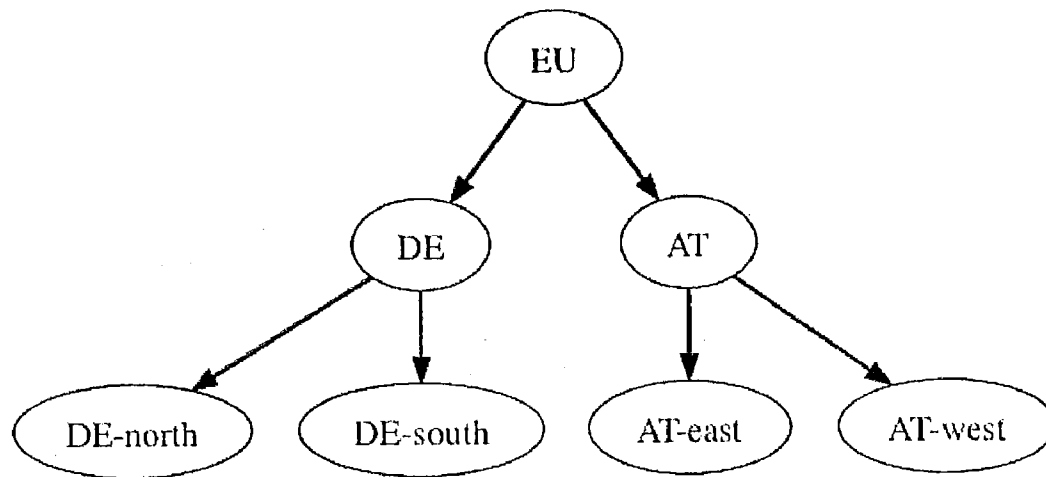 EU
DE
AT
DE-north
DE-south
AT-east
AT-west